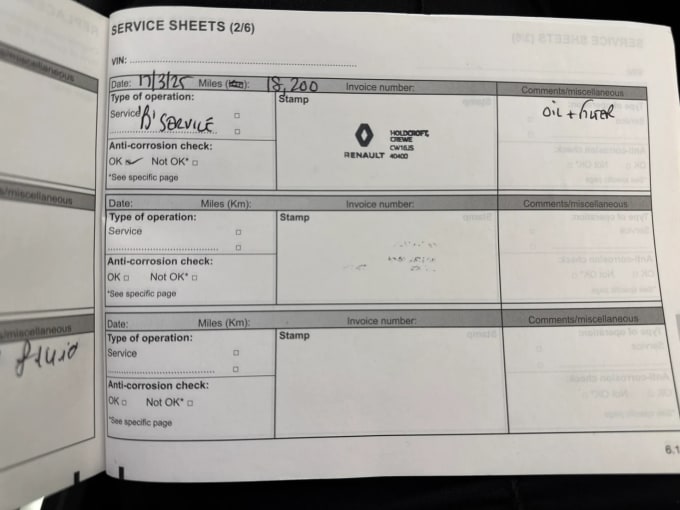 SERVICE SHEETS (2/6)
VIN:
Date: 17/3/25 Miles (Km): 18,200 Invoice number: Comments/miscellaneous
Type of operation: Stamp OIL + FILTER
Service 'B' SERVICE
Anti-corrosion check:
OK Not OK*
*See specific page
RENAULT
HOLDCROFT,
CREWE
CW16JS
40400
Date: Miles (Km): Invoice number: Comments/miscellaneous
Type of operation: Stamp
Service
Anti-corrosion check:
OK Not OK*
*See specific page
Date: Miles (Km): Invoice number: Comments/miscellaneous
Type of operation: Stamp
Service
Anti-corrosion check:
OK Not OK*
*See specific page
s/miscellaneous
s/miscellaneous
s/miscellaneous
fluid
6.1